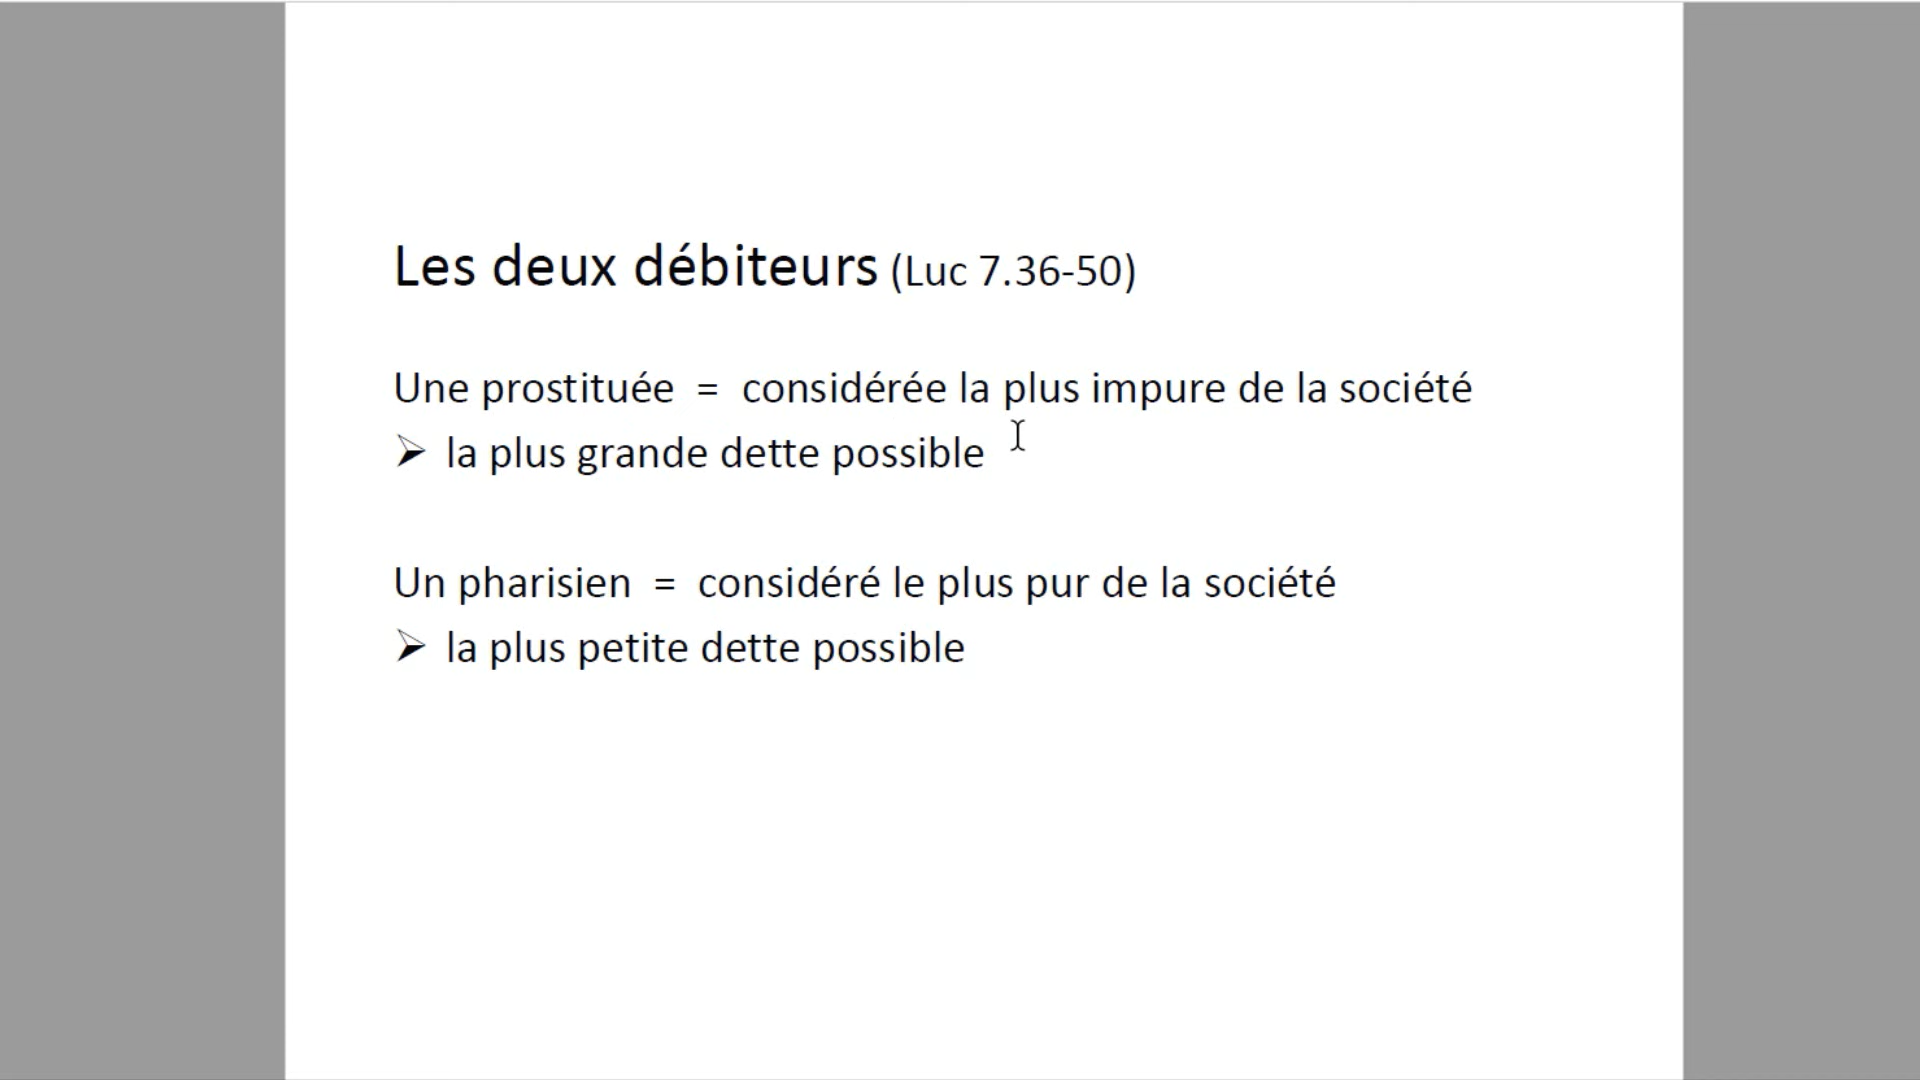 Les deux débiteurs (Luc 7.36-50)
Une prostituée = considérée la plus impure de la société
➢ la plus grande dette possible
Un pharisien = considéré le plus pur de la société
➢ la plus petite dette possible